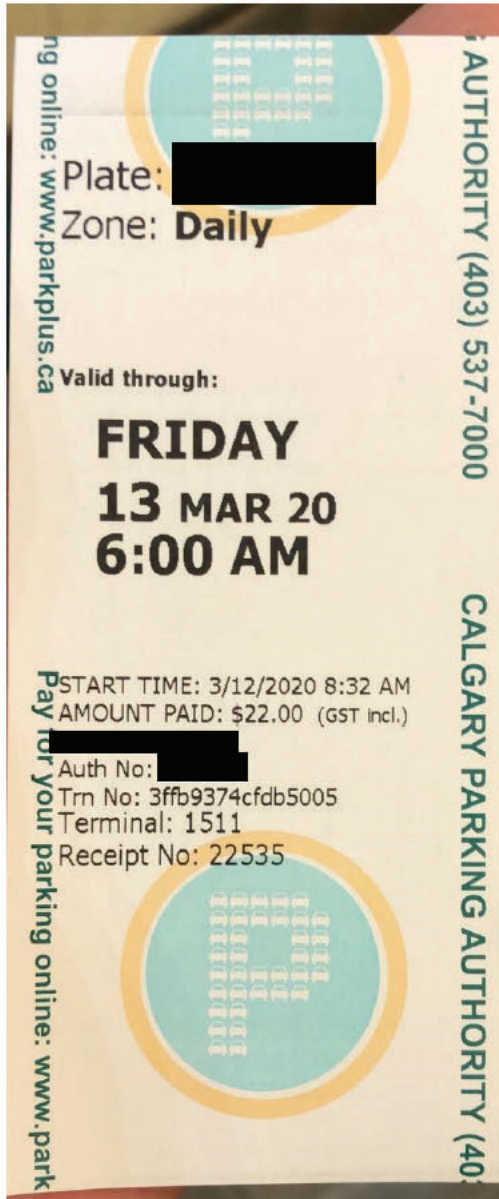 Plate:
Zone: Daily
Valid through:
FRIDAY
13 MAR 20
6:00 AM
START TIME: 3/12/2020 8:32 AM
AMOUNT PAID: $22.00 (GST incl.)
Auth No:
Trn No: 3ffb9374cfdb5005
Terminal: 1511
Receipt No: 22535
ng online: www.parkplus.ca
Pay for your parking online: www.park
AUTHORITY (403) 537-7000
CALGARY PARKING AUTHORITY (40